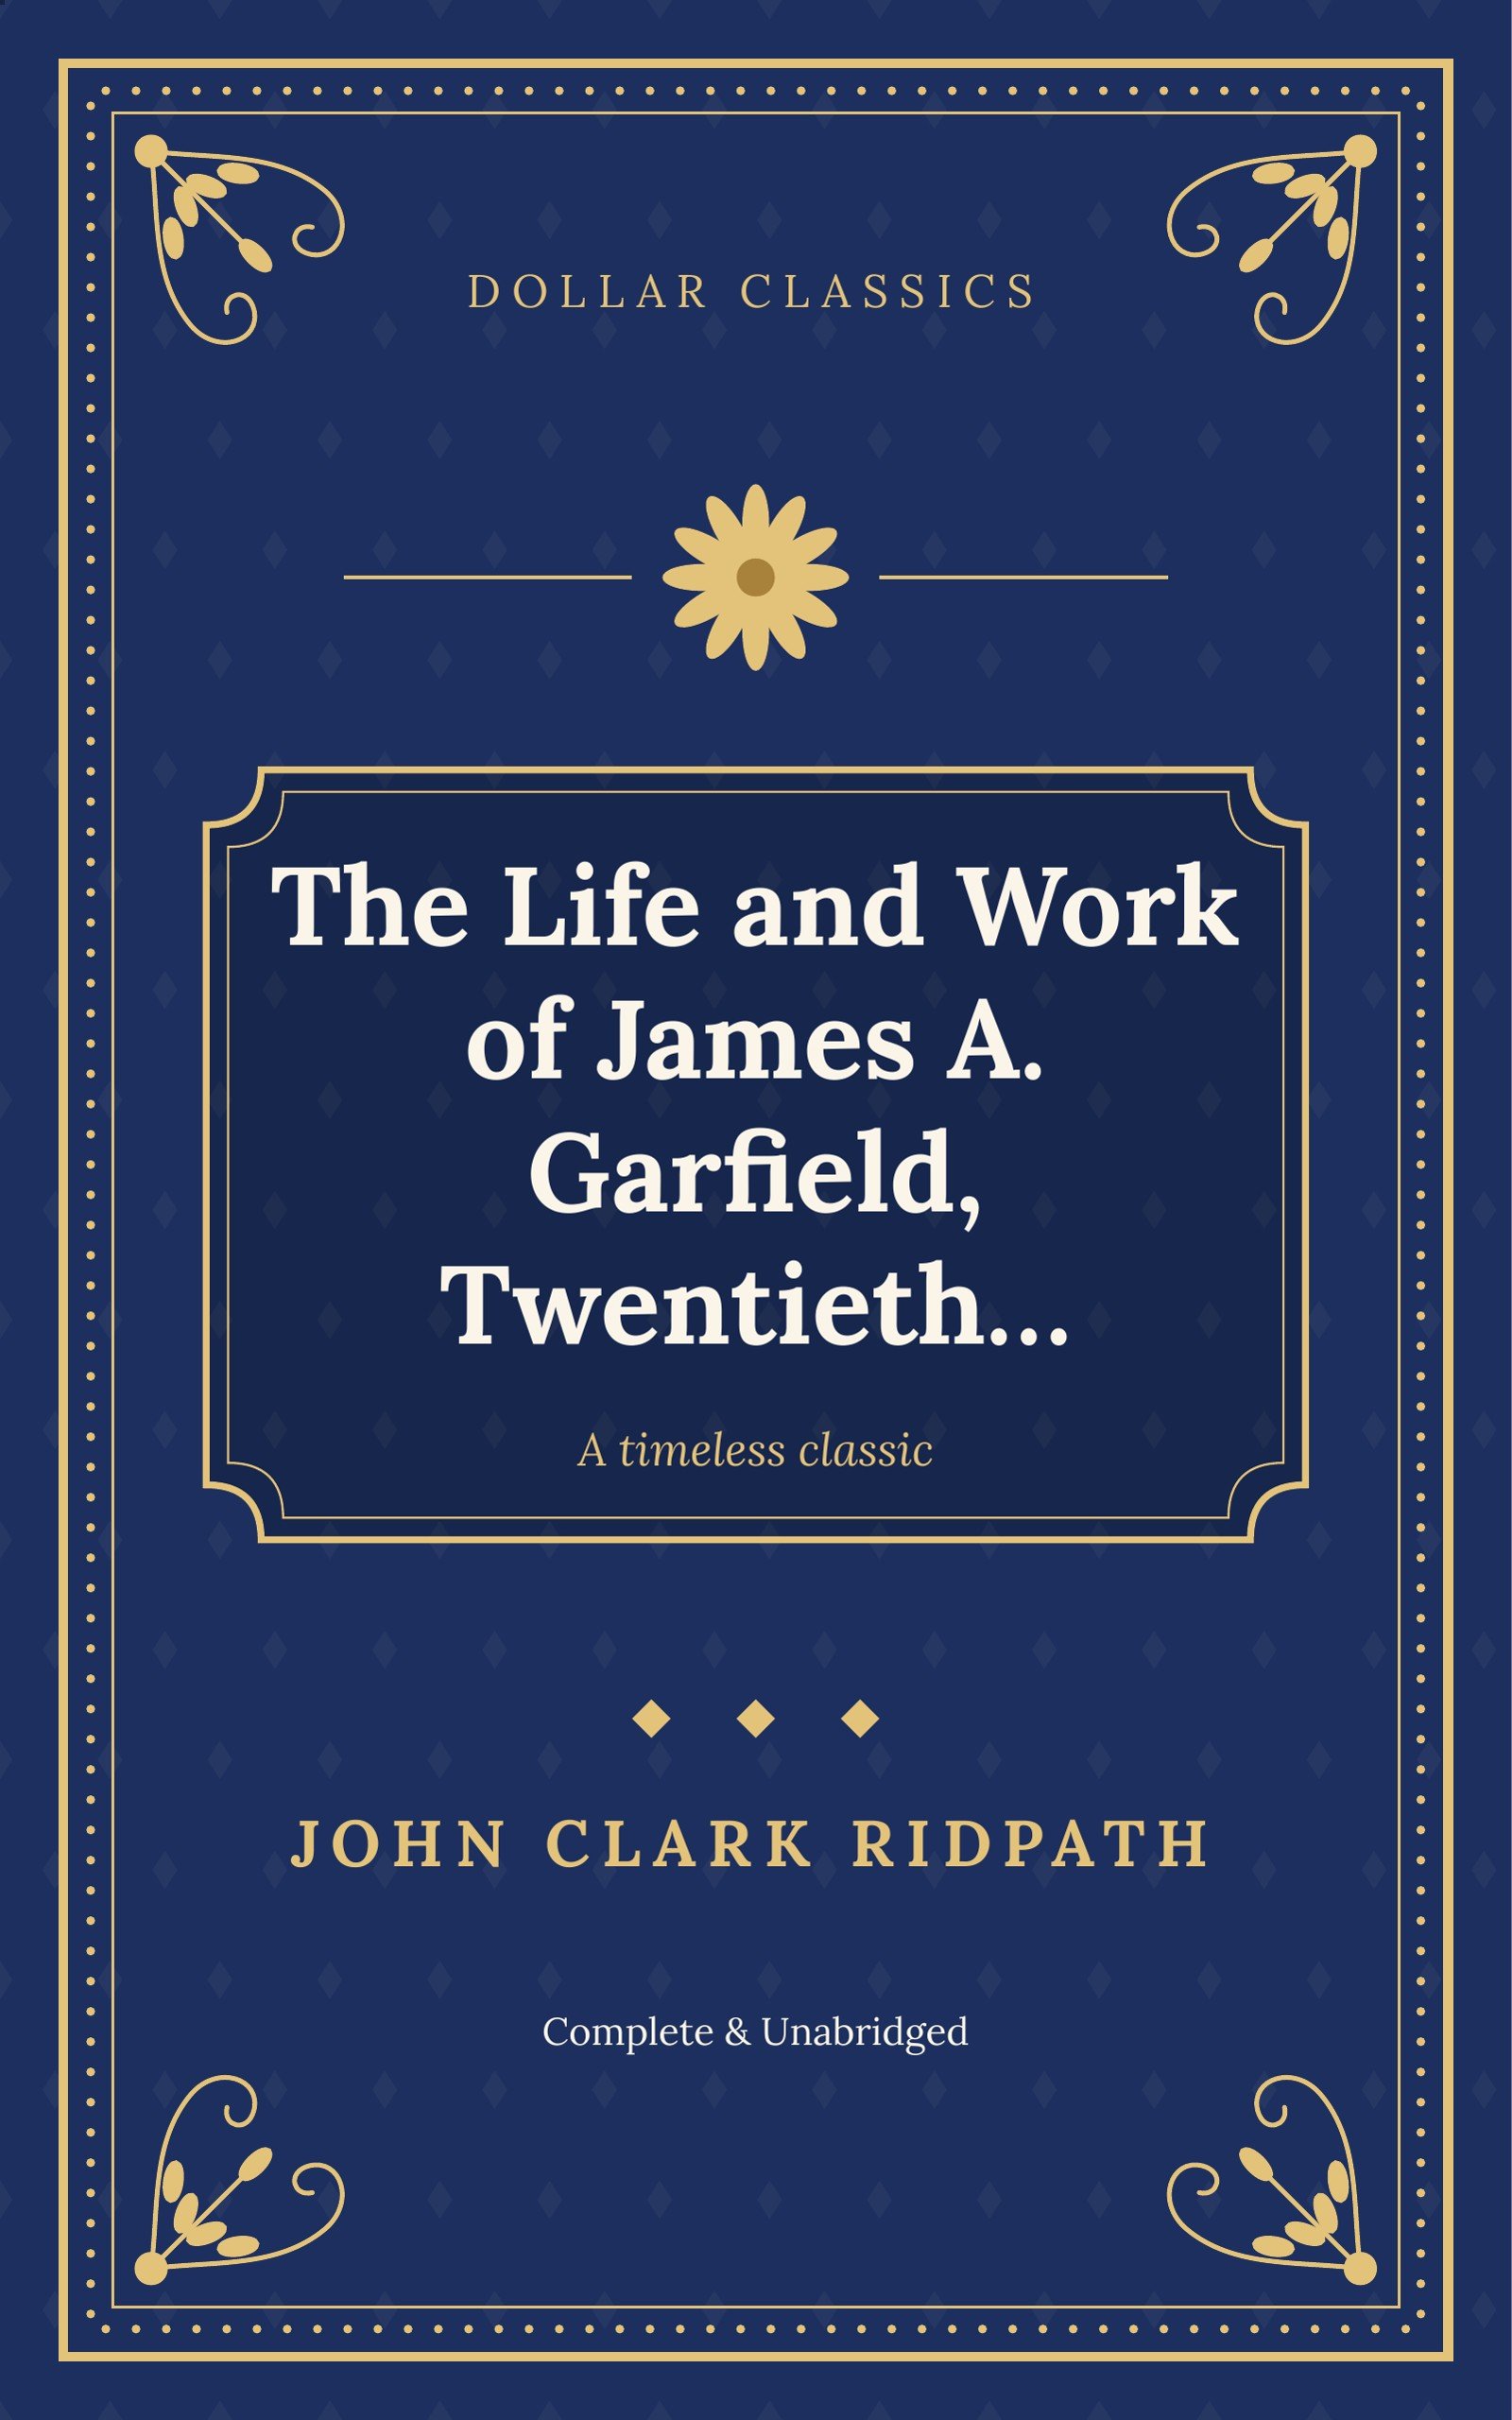 DOLLAR CLASSICS
The Life and Work
of James A.
Garfield,
Twentieth...
A timeless classic
JOHN CLARK RIDPATH
Complete & Unabridged